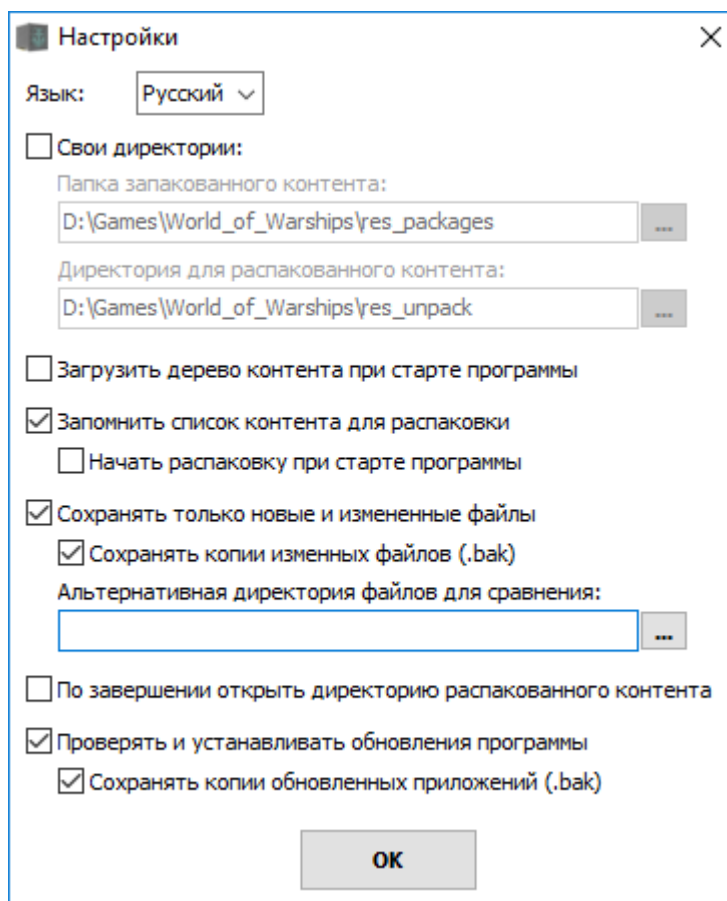 Настройки
Язык: Русский
Свои директории:
Папка запакованного контента:
D:\Games\World_of_Warships\res_packages ...
Директория для распакованного контента:
D:\Games\World_of_Warships\res_unpack ...
Загрузить дерево контента при старте программы
Запомнить список контента для распаковки
Начать распаковку при старте программы
Сохранять только новые и измененные файлы
Сохранять копии изменных файлов (.bak)
Альтернативная директория файлов для сравнения:
...
По завершении открыть директорию распакованного контента
Проверять и устанавливать обновления программы
Сохранять копии обновленных приложений (.bak)
ОК